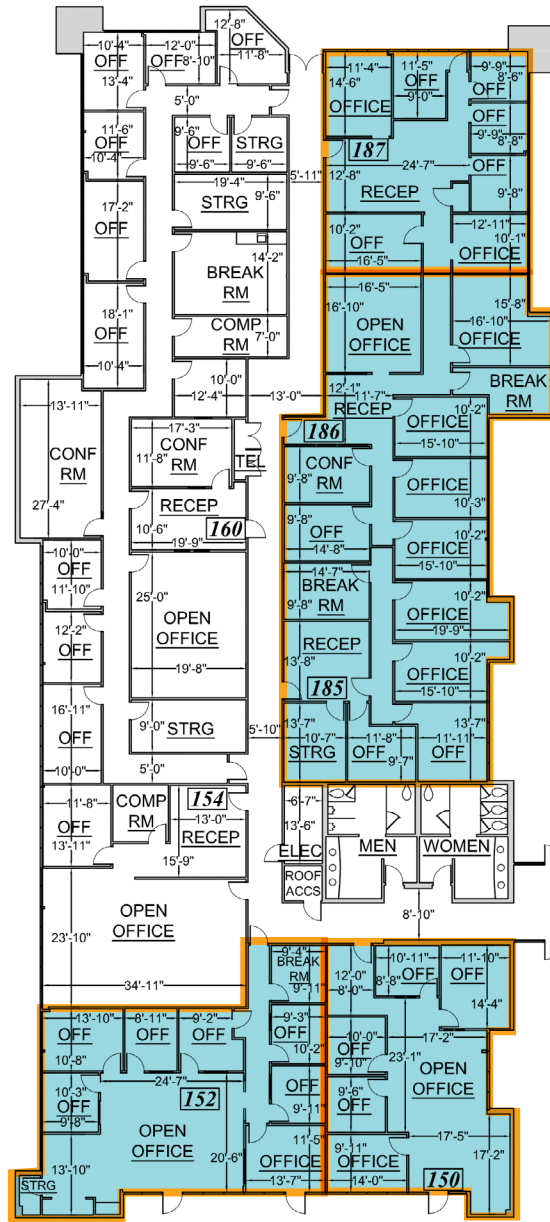 12'-8"
OFF
11'-8"
10'-4"
OFF
13'-4"
12'-0"
OFF
8'-10"
5'-0"
11'-6"
OFF
10'-4"
9'-6"
OFF
9'-6"
STRG
9'-6"
19'-4"
9'-6"
STRG
17'-2"
OFF
14'-2"
BREAK
RM
18'-1"
OFF
10'-4"
COMP
RM
7'-0"
10'-0"
12'-4"
13'-0"
5'-11"
13'-11"
CONF
RM
27'-4"
17'-3"
CONF
11'-8"
RM
TEL
RECEP
160
10'-6"
19'-9"
10'-0"
OFF
11'-10"
25'-0"
OPEN
OFFICE
19'-8"
12'-2"
OFF
16'-11"
OFF
10'-0"
9'-0"
STRG
5'-10"
5'-0"
11'-8"
OFF
13'-11"
COMP
RM
154
13'-0"
RECEP
15'-9"
OPEN
OFFICE
23'-10"
34'-11"
11'-4"
14'-6"
OFFICE
11'-5"
OFF
9'-0"
9'-9"
OFF
8'-6"
OFF
9'-9"
8'-8"
187
24'-7"
OFF
9'-8"
12'-8"
RECEP
10'-2"
OFF
16'-5"
12'-11"
10'-1"
OFFICE
16'-5"
16'-10"
OPEN
OFFICE
15'-8"
16'-10"
OFFICE
BREAK
RM
12'-1"
11'-7"
RECEP
186
10'-2"
OFFICE
15'-10"
CONF
9'-8"
RM
OFFICE
10'-3"
9'-8"
OFF
14'-8"
10'-2"
OFFICE
15'-10"
14'-7"
BREAK
9'-8"
RM
10'-2"
OFFICE
19'-9"
RECEP
13'-8"
185
10'-2"
OFFICE
15'-10"
13'-7"
10'-7"
STRG
11'-8"
OFF
9'-7"
13'-7"
11'-11"
OFF
6'-7"
13'-6"
ELEC
ROOF
ACCS
MEN
WOMEN
8'-10"
9'-4"
BREAK
RM
9'-11"
13'-10"
OFF
10'-8"
8'-11"
OFF
9'-2"
OFF
9'-3"
OFF
10'-2"
24'-7"
10'-3"
OFF
9'-8"
152
OFF
9'-11"
OPEN
OFFICE
20'-6"
13'-10"
STRG
11'-5"
OFFICE
13'-7"
12'-0"
8'-0"
10'-11"
OFF
8'-8"
11'-10"
OFF
14'-4"
10'-0"
OFF
9'-10"
17'-2"
23'-1"
OPEN
OFFICE
9'-6"
OFF
9'-11"
OFFICE
14'-0"
17'-5"
17'-2"
150